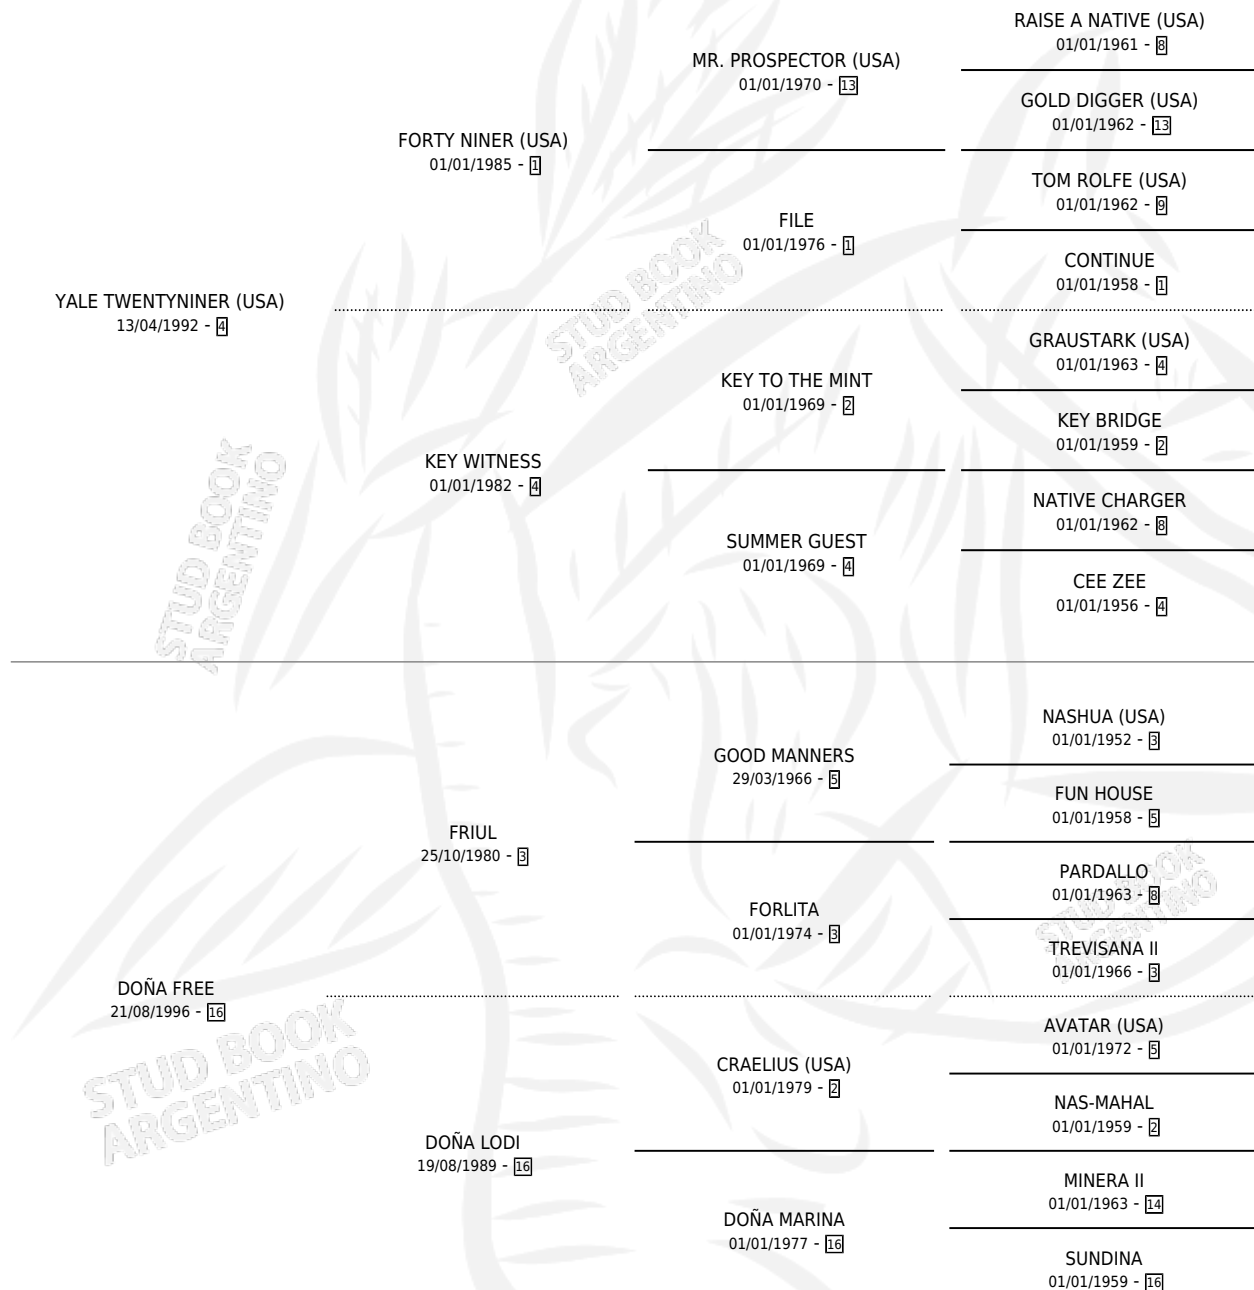 RAISE A NATIVE (USA)
01/01/1961 - 8
MR. PROSPECTOR (USA)
01/01/1970 - 13
GOLD DIGGER (USA)
01/01/1962 - 13
FORTY NINER (USA)
01/01/1985 - 1
TOM ROLFE (USA)
01/01/1962 - 9
FILE
01/01/1976 - 1
CONTINUE
01/01/1958 - 1
YALE TWENTYNINER (USA)
13/04/1992 - 4
GRAUSTARK (USA)
01/01/1963 - 4
KEY TO THE MINT
01/01/1969 - 2
KEY BRIDGE
01/01/1959 - 2
KEY WITNESS
01/01/1982 - 4
NATIVE CHARGER
01/01/1962 - 8
SUMMER GUEST
01/01/1969 - 4
CEE ZEE
01/01/1956 - 4
NASHUA (USA)
01/01/1952 - 3
GOOD MANNERS
29/03/1966 - 5
FUN HOUSE
01/01/1958 - 5
FRIUL
25/10/1980 - 3
PARDALLO
01/01/1963 - 8
FORLITA
01/01/1974 - 3
TREVISANA II
01/01/1966 - 3
DOÑA FREE
21/08/1996 - 16
AVATAR (USA)
01/01/1972 - 5
CRAELIUS (USA)
01/01/1979 - 2
NAS-MAHAL
01/01/1959 - 2
DOÑA LODI
19/08/1989 - 16
MINERA II
01/01/1963 - 14
DOÑA MARINA
01/01/1977 - 16
SUNDINA
01/01/1959 - 16
STUD BOOK
ARGENTINO
STUD BOOK
ARGENTINO
STUD BOOK
ARGENTINO
STUD BOOK
ARGENTINO